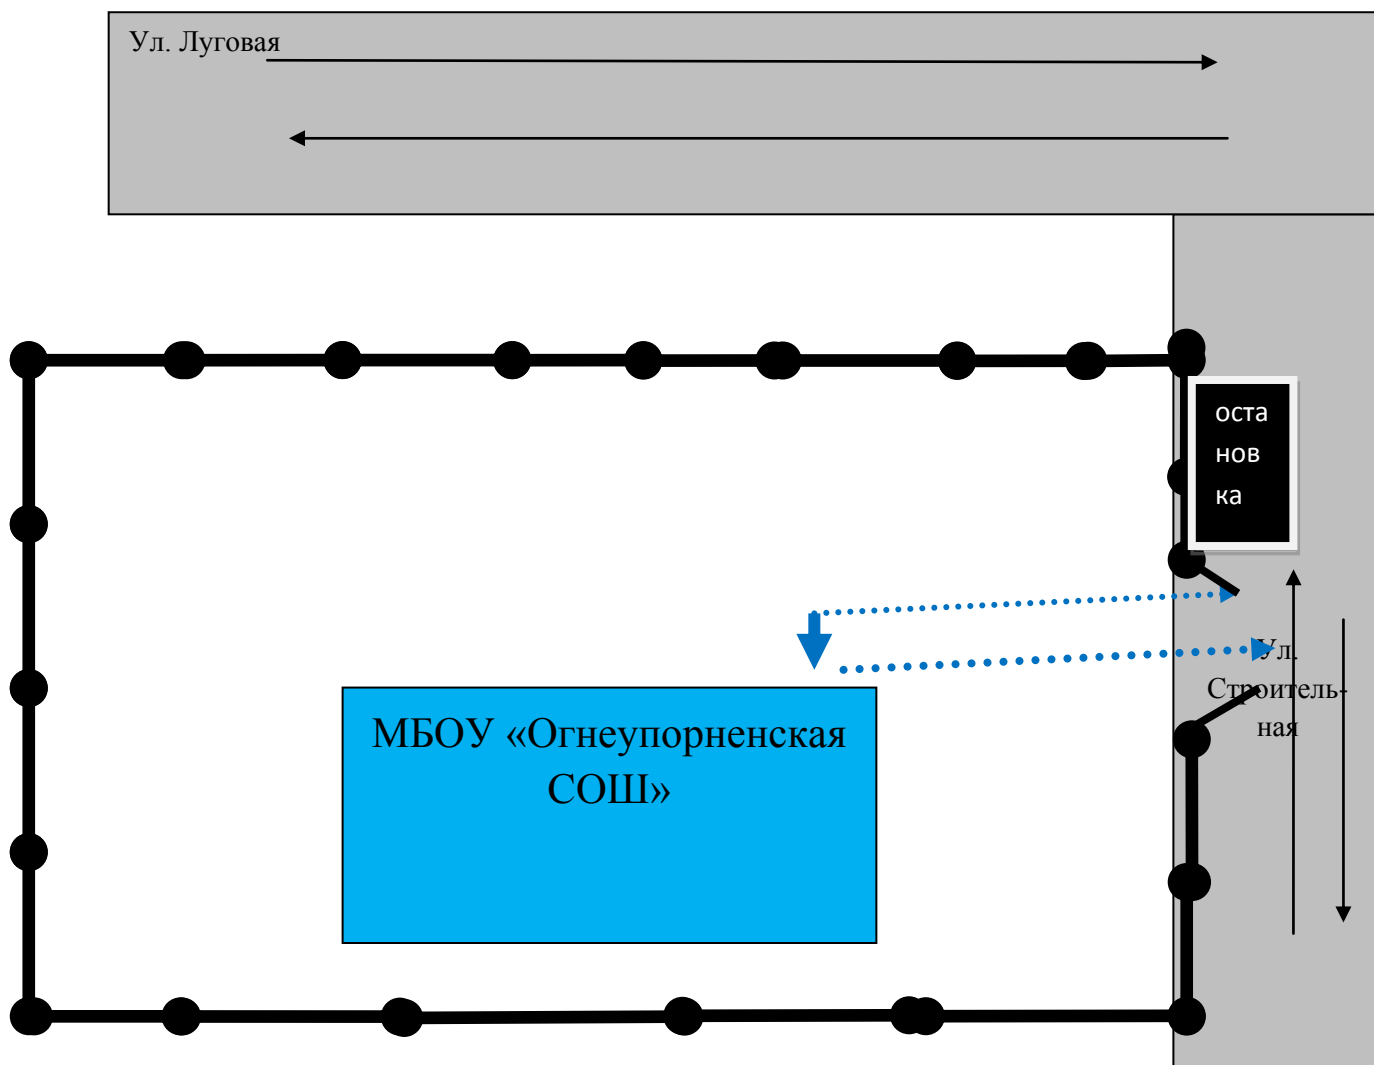 Ул. Луговая
оста
нов
ка
Ул.
Строитель-
ная
МБОУ «Огнеупорненская
СОШ»